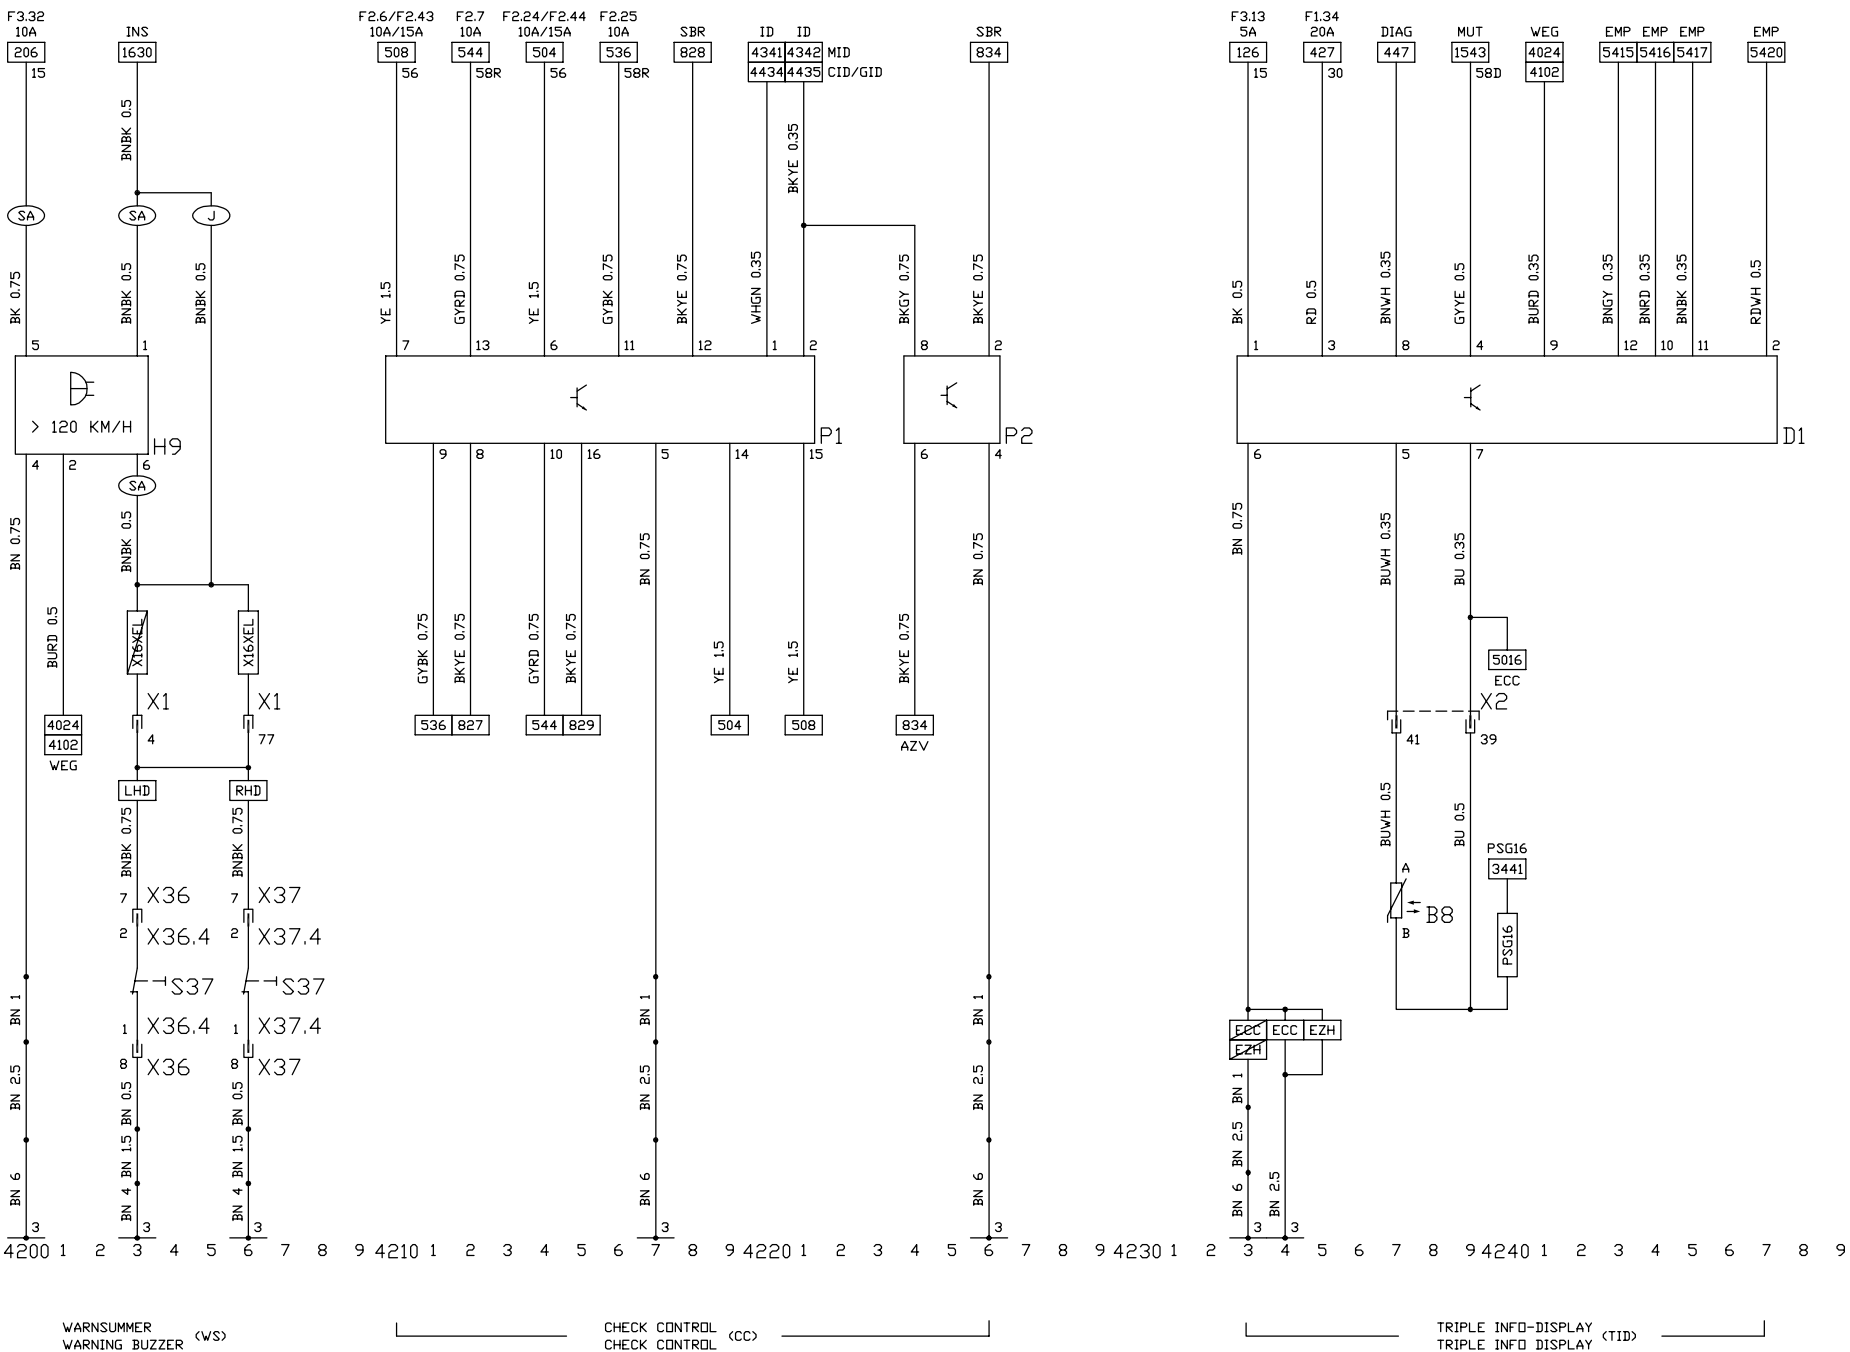 F3.32 F2.6/F2.43 F2.7 F2.24/F2.44 F2.25 F3.13 F1.34
10A INS 10A/15A 10A 10A/15A 10A SBR ID ID SBR 5A 20A DIAG MUT WEG EMP EMP EMP EMP
206 1630 508 544 504 536 828 4341 4342 MID 834 126 427 447 1543 4024 5415 5416 5417 5420
15 56 58R 56 58R 4434 4435 CID/GID 15 30 58D 4102
BNBK 0.5 BKYE 0.35
SA SA J
BK 0.75 BNBK 0.5 BNBK 0.5 YE 1.5 GYRD 0.75 YE 1.5 GYBK 0.75 BKYE 0.75 WHGN 0.35 BKGY 0.75 BKYE 0.75 BK 0.5 RD 0.5 BNWH 0.35 GYYE 0.5 BURD 0.35 BNGY 0.35 BNRD 0.35 BNBK 0.35 RDWH 0.5
5 1 7 13 6 11 12 1 2 8 2 1 3 8 4 9 12 10 11 2
> 120 KM/H
H9 P1 P2 D1
4 2 6 9 8 10 16 5 14 15 6 4 6 5 7
SA
BN 0.75 BNBK 0.5 BN 0.75 BN 0.75 BN 0.75 BUWH 0.35 BU 0.35
BURD 0.5 X16XEL X16XEL GYBK 0.75 BKYE 0.75 GYRD 0.75 BKYE 0.75 YE 1.5 YE 1.5 BKYE 0.75
5016
ECC
X1 X1 X2
4024 536 827 544 829 504 508 834
4102 4 77 AZV 41 39
WEG
LHD RHD
BNBK 0.75 BNBK 0.75 BUWH 0.5 BU 0.5
PSG16
3441
A
7 X36 7 X37
B8
2 X36.4 2 X37.4 B PSG16
S37 S37
BN 1 BN 1 BN 1
1 X36.4 1 X37.4 ECC ECC EZH
EZH
8 X36 8 X37
BN 2.5 BN 0.5 BN 0.5 BN 2.5 BN 2.5 BN 1
BN 1.5 BN 1.5 BN 2.5
BN 6 BN 4 BN 4 BN 6 BN 6 BN 6 BN 2.5
3 3 3 3 3 3 3
4200 1 2 3 4 5 6 7 8 9 4210 1 2 3 4 5 6 7 8 9 4220 1 2 3 4 5 6 7 8 9 4230 1 2 3 4 5 6 7 8 9 4240 1 2 3 4 5 6 7 8 9
WARNSUMMER
WARNING BUZZER (WS)
CHECK CONTROL
CHECK CONTROL (CC)
TRIPLE INFO-DISPLAY
TRIPLE INFO DISPLAY (TID)